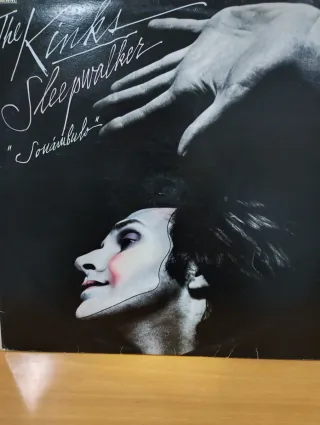 The Kinks
Sleepwalker
"Sonámbulo"